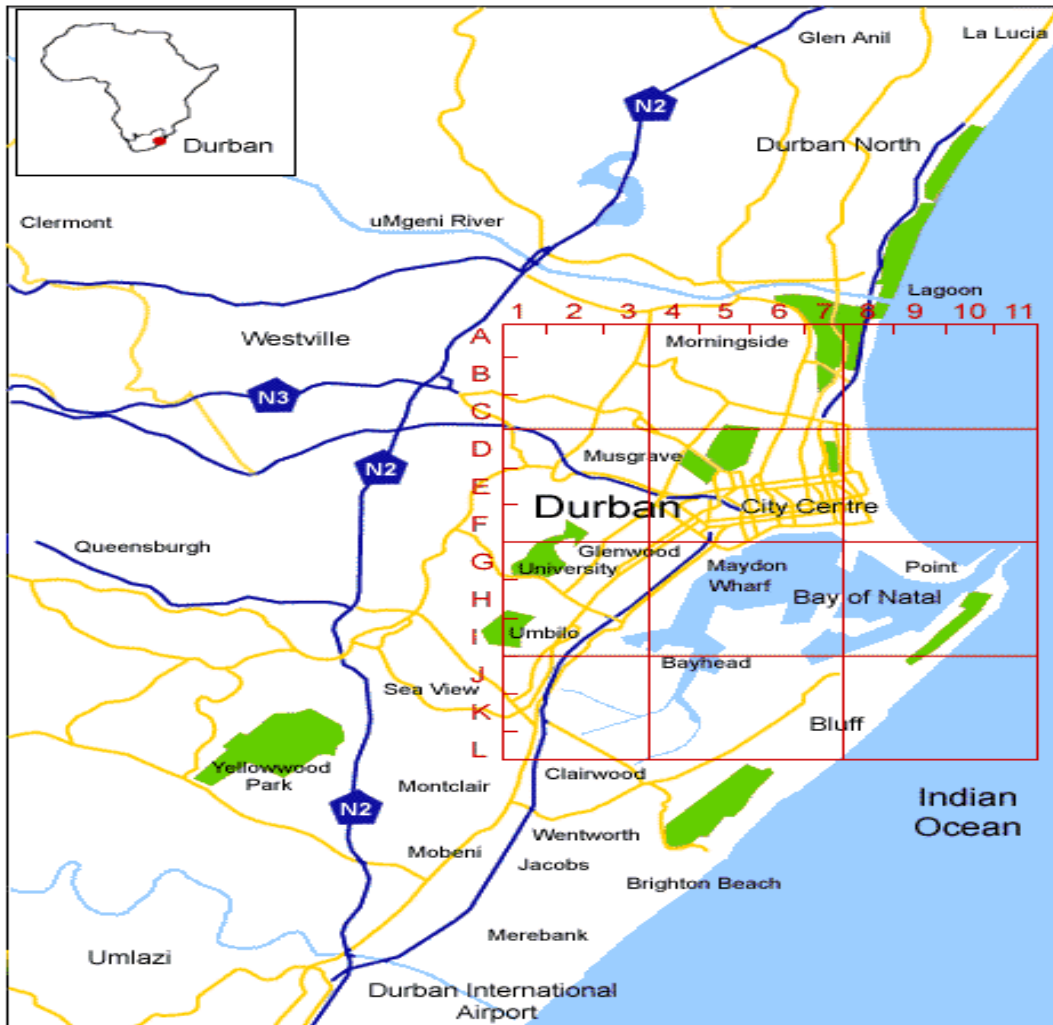 La Lucia
Glen Anil
N2
Durban
Durban North
Clermont
uMgeni River
Lagoon
1 2 3 4 5 6 7 8 9 10 11
A
Westville
Morningside
B
N3
C
D
Musgrave
N2
E
Durban
City Centre
F
Queensburgh
Glenwood
G
University
Maydon
Wharf
Point
H
Bay of Natal
I
Umbilo
Bayhead
J
Sea View
K
Bluff
L
Yellowwood
Park
Clairwood
Montclair
N2
Indian
Ocean
Wentworth
Mobeni
Jacobs
Brighton Beach
Merebank
Umlazi
Durban International
Airport